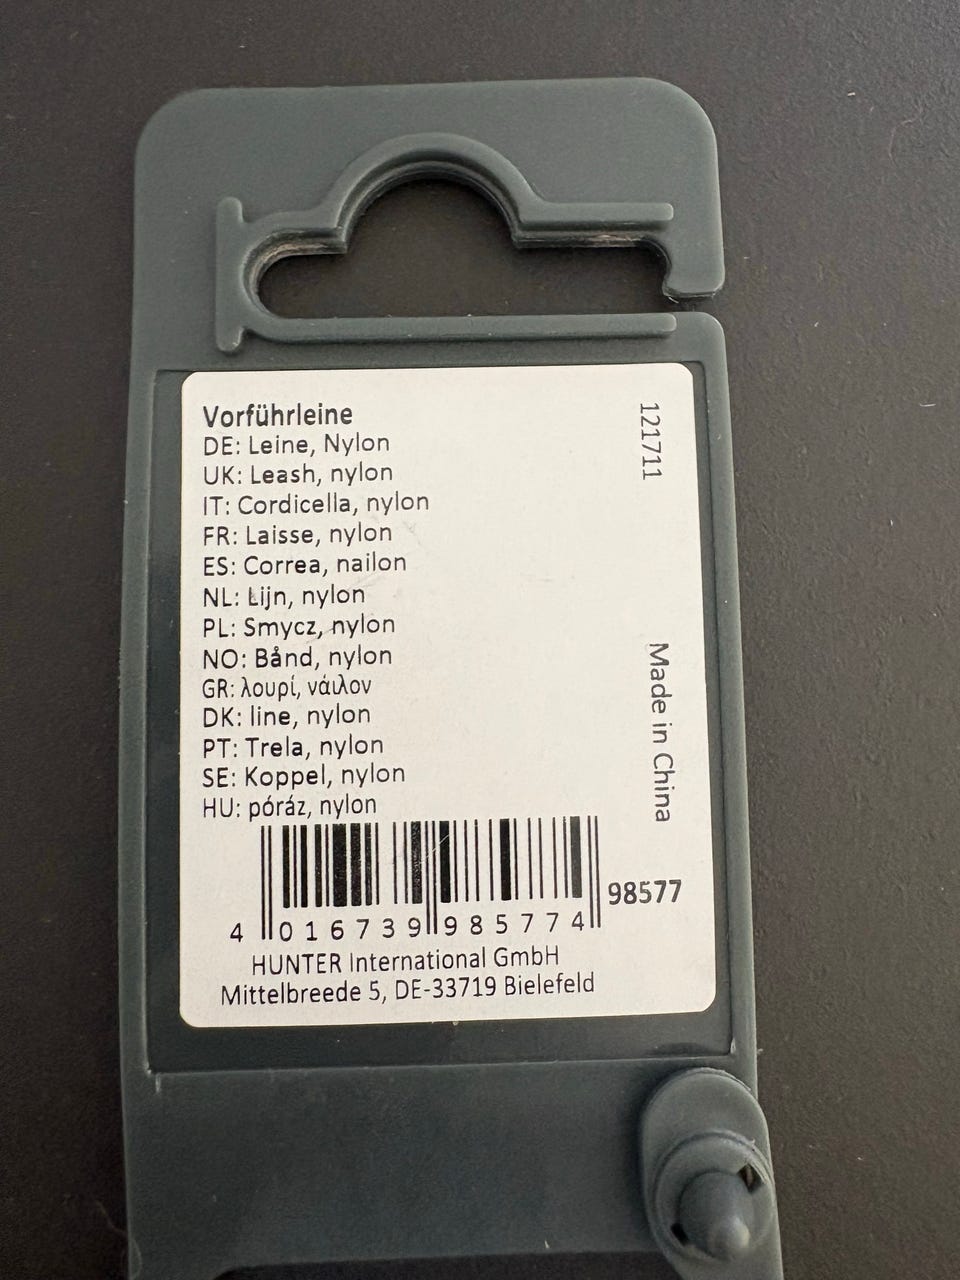 Vorführleine
DE: Leine, Nylon
UK: Leash, nylon
IT: Cordicella, nylon
FR: Laisse, nylon
ES: Correa, nailon
NL: Lijn, nylon
PL: Smycz, nylon
NO: Bånd, nylon
GR: λουρί, νάιλον
DK: line, nylon
PT: Trela, nylon
SE: Koppel, nylon
HU: póráz, nylon
121711
Made in China
4 016739 985774
98577
HUNTER International GmbH
Mittelbreede 5, DE-33719 Bielefeld